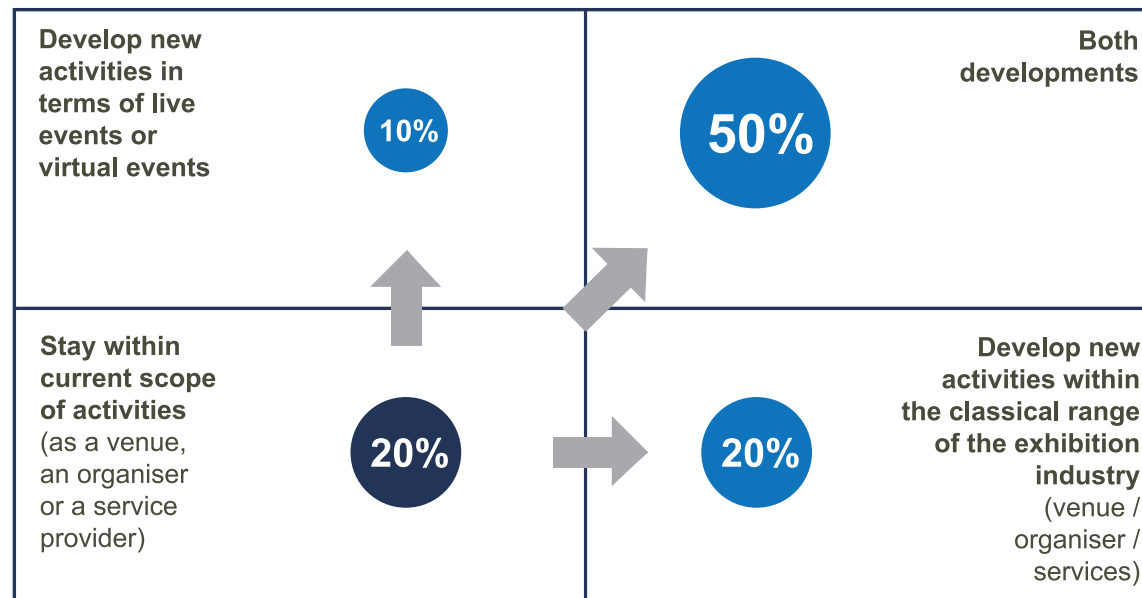 Develop new
activities in
terms of live
events or
virtual events
10%
Both
developments
50%
Stay within
current scope
of activities
(as a venue,
an organiser
or a service
provider)
20%
Develop new
activities within
the classical range
of the exhibition
industry
(venue /
organiser /
services)
20%